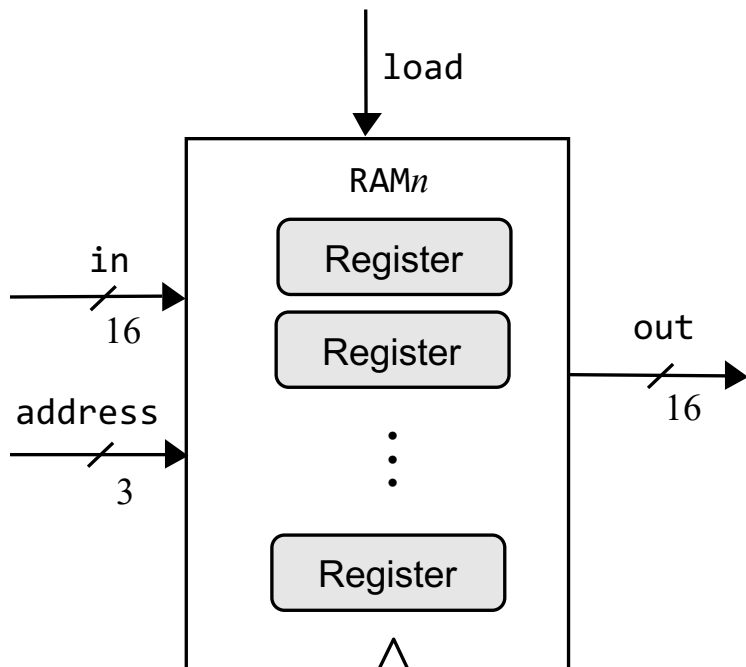 load
RAMn
Register
in
16
Register
out
16
address
3
Register